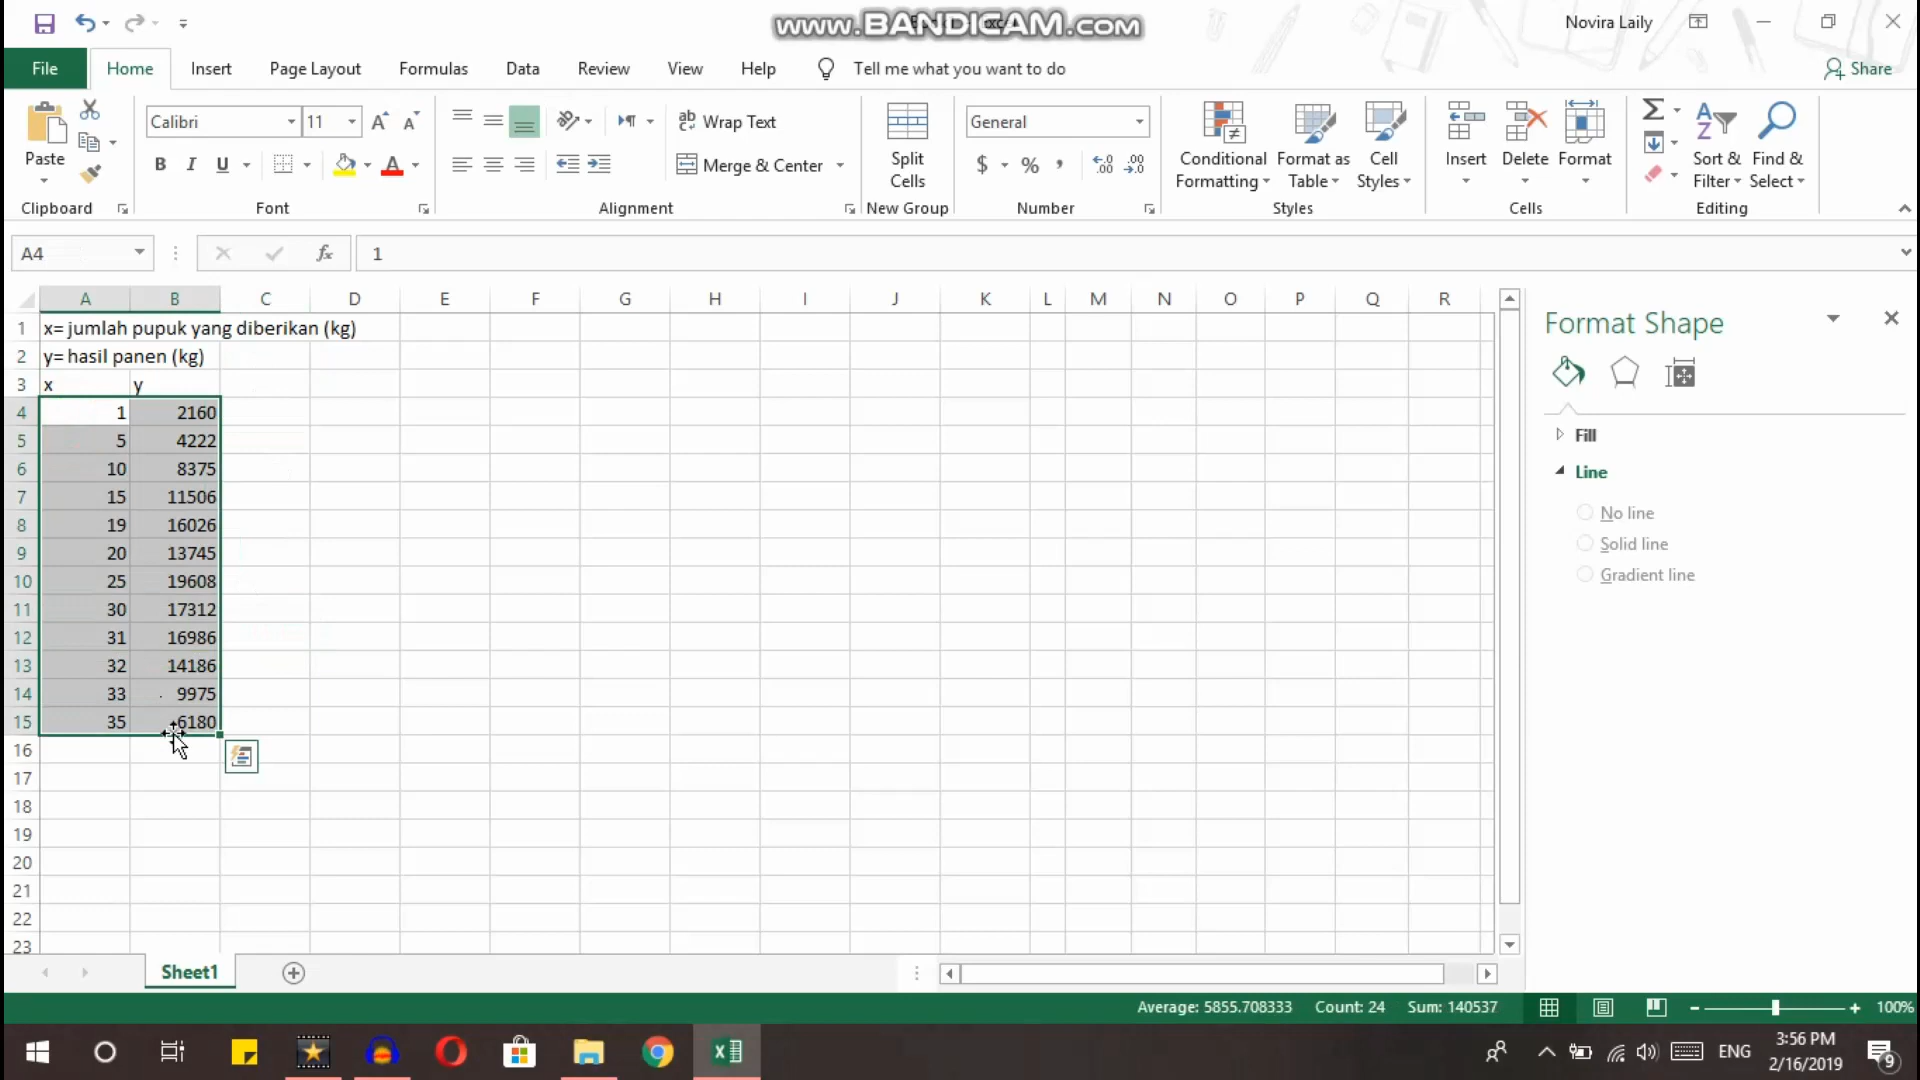 www.BANDICAM.com
Novira Laily
File Home Insert Page Layout Formulas Data Review View Help Tell me what you want to do Share
Calibri 11 Wrap Text General
Paste B I U Merge & Center $ % Split Cells Conditional Formatting Format as Table Cell Styles Insert Delete Format Sort & Filter Find & Select
Clipboard Font Alignment New Group Number Styles Cells Editing
A4 fx 1
A B C D E F G H I J K L M N O P Q R
1 x= jumlah pupuk yang diberikan (kg)
2 y= hasil panen (kg)
3 x y
4 1 2160
5 5 4222
6 10 8375
7 15 11506
8 19 16026
9 20 13745
10 25 19608
11 30 17312
12 31 16986
13 32 14186
14 33 9975
15 35 6180
16
17
18
19
20
21
22
23
Format Shape
Fill
Line
No line
Solid line
Gradient line
Sheet1
Average: 5855.708333 Count: 24 Sum: 140537 100%
ENG 3:56 PM
2/16/2019 9